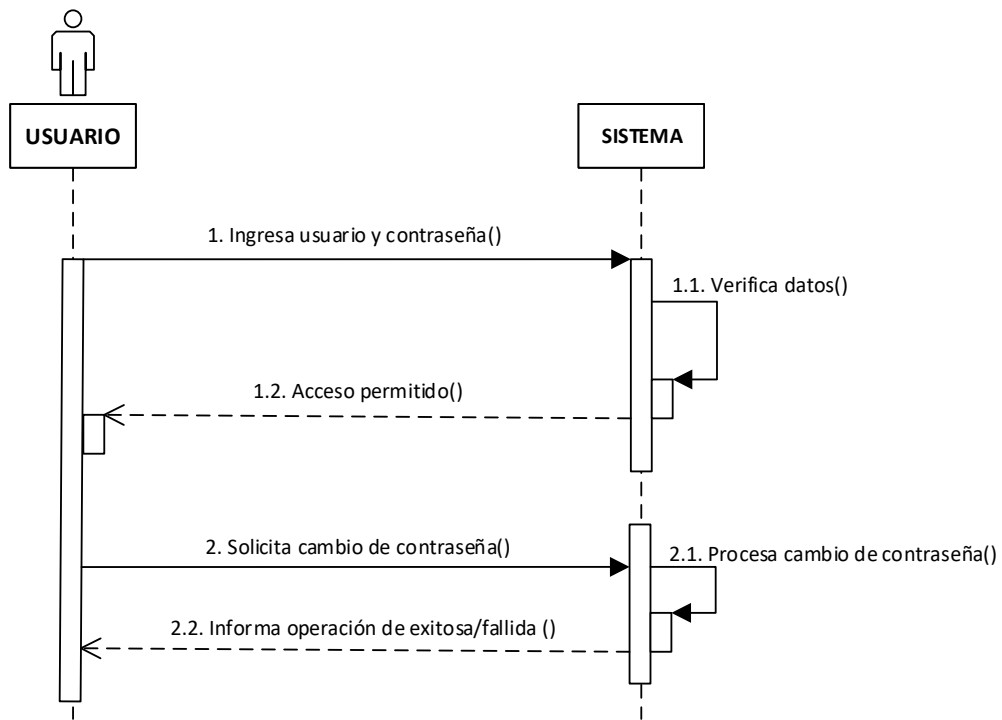 USUARIO
SISTEMA
1. Ingresa usuario y contraseña()
1.1. Verifica datos()
1.2. Acceso permitido()
2. Solicita cambio de contraseña()
2.1. Procesa cambio de contraseña()
2.2. Informa operación de exitosa/fallida ()